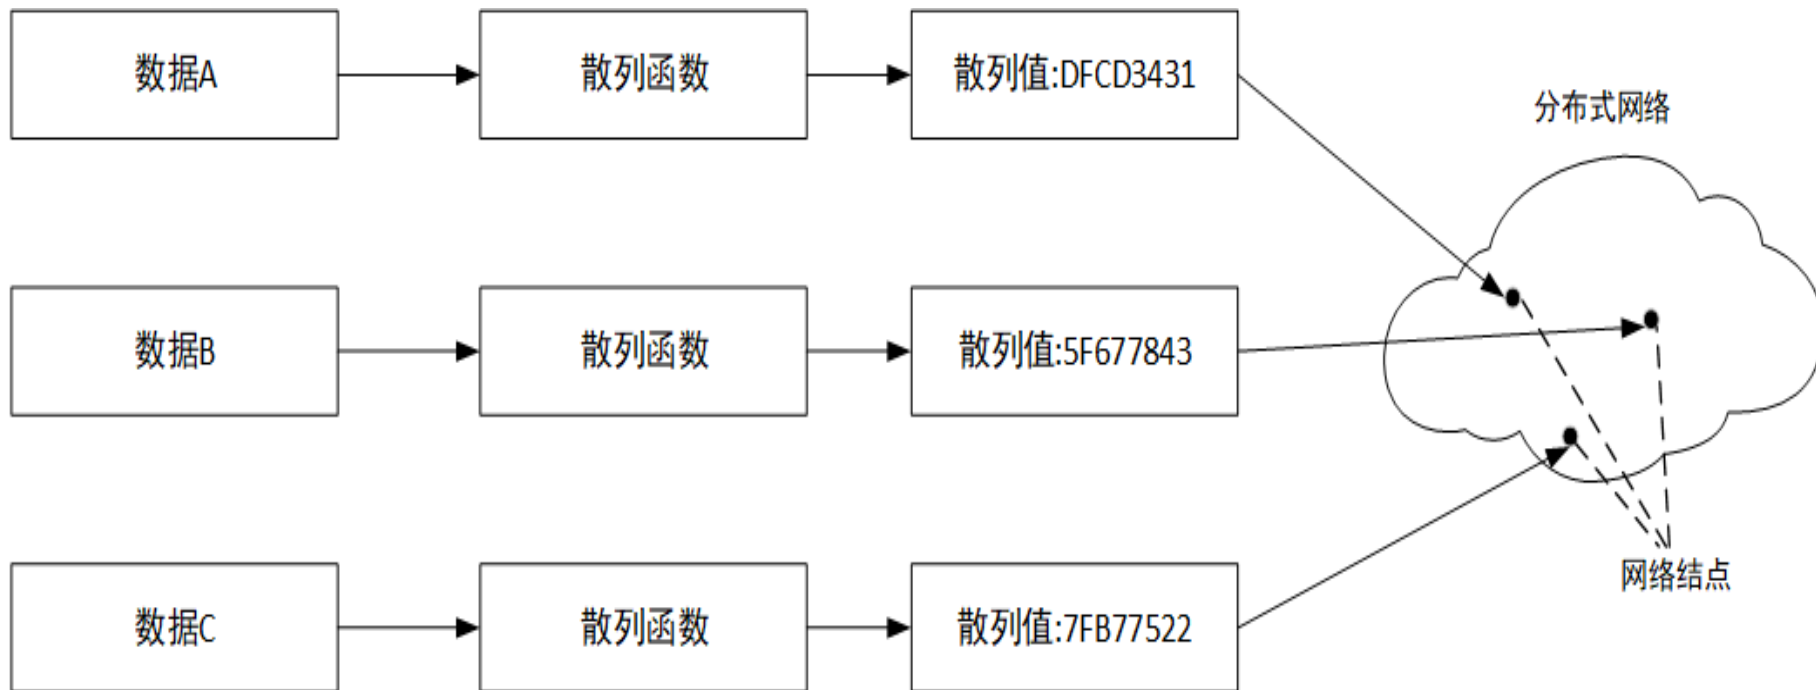 数据A
散列函数
散列值:DFCD3431
分布式网络
数据B
散列函数
散列值:5F677843
网络结点
数据C
散列函数
散列值:7FB77522